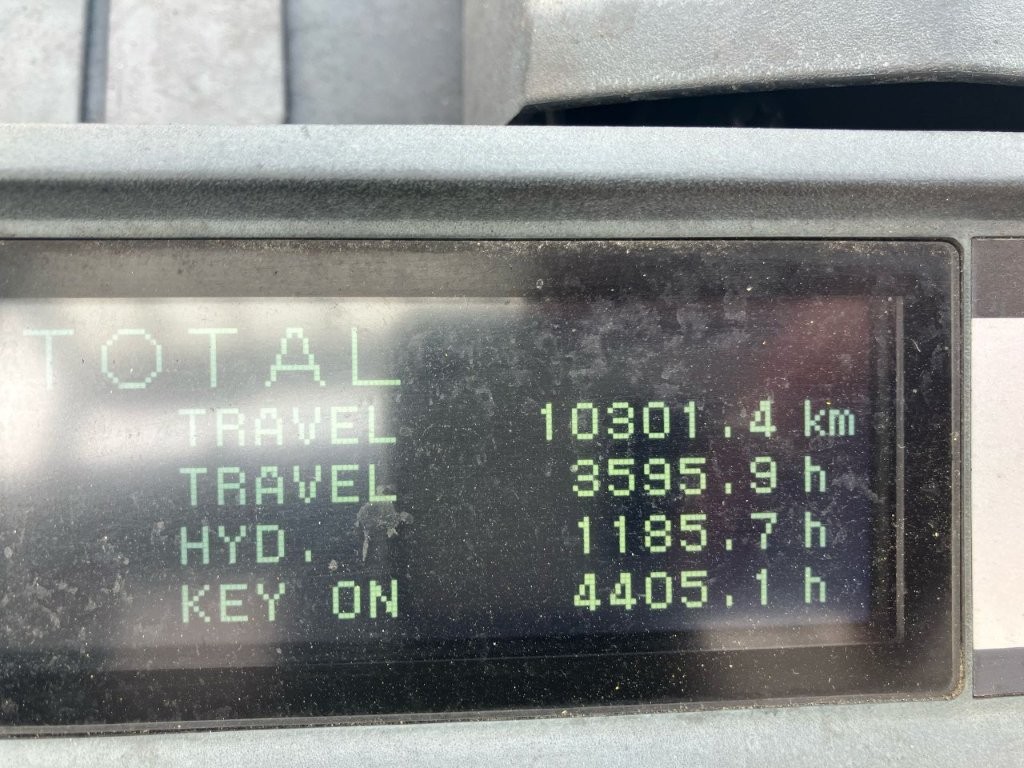 TOTAL
TRAVEL 10301.4 km
TRAVEL 3595.9 h
HYD. 1185.7 h
KEY ON 4405.1 h